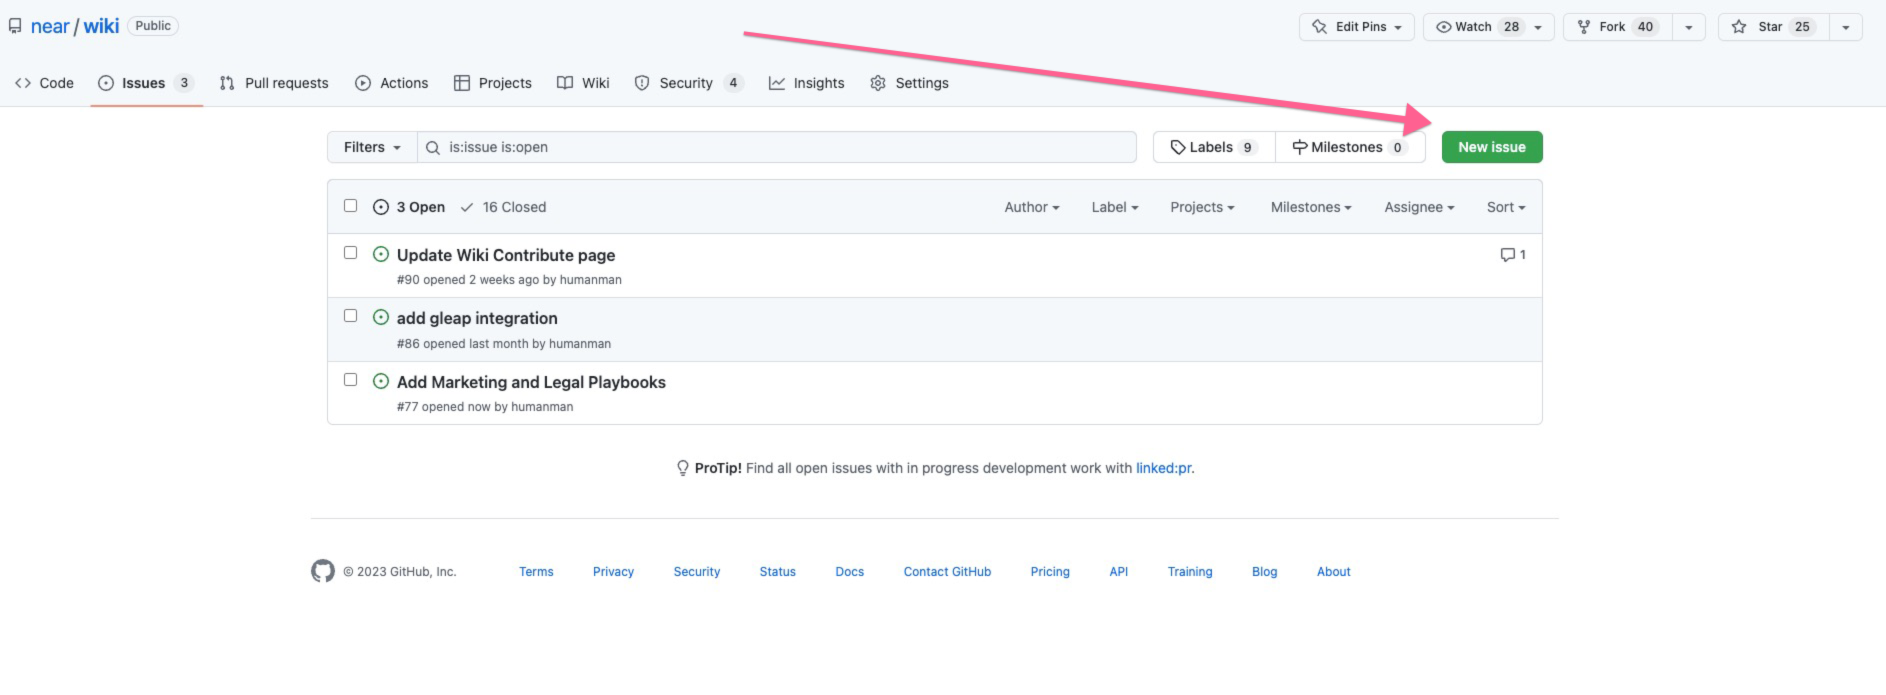 near / wiki Public Edit Pins Watch 28 Fork 40 Star 25
Code Issues 3 Pull requests Actions Projects Wiki Security 4 Insights Settings
Filters is:issue is:open Labels 9 Milestones 0 New issue
3 Open 16 Closed Author Label Projects Milestones Assignee Sort
Update Wiki Contribute page 1
#90 opened 2 weeks ago by humanman
add gleap integration
#86 opened last month by humanman
Add Marketing and Legal Playbooks
#77 opened now by humanman
ProTip! Find all open issues with in progress development work with linked:pr.
© 2023 GitHub, Inc. Terms Privacy Security Status Docs Contact GitHub Pricing API Training Blog About